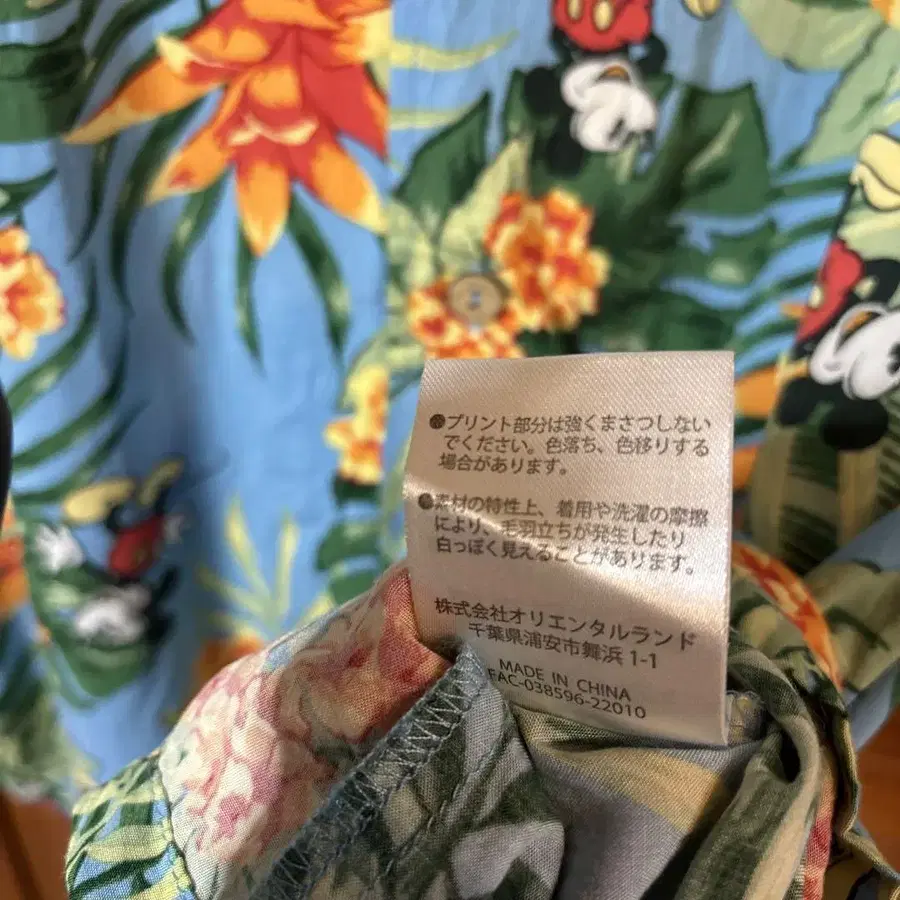 ●プリント部分は強くまさつしない
でください。色落ち、色移りする
場合があります。
●素材の特性上、着用や洗濯の摩擦
により、毛羽立ちが発生したり
白っぽく見えることがあります。
株式会社オリエンタルランド
千葉県浦安市舞浜1-1
MADE IN CHINA
FAC-038596-22010